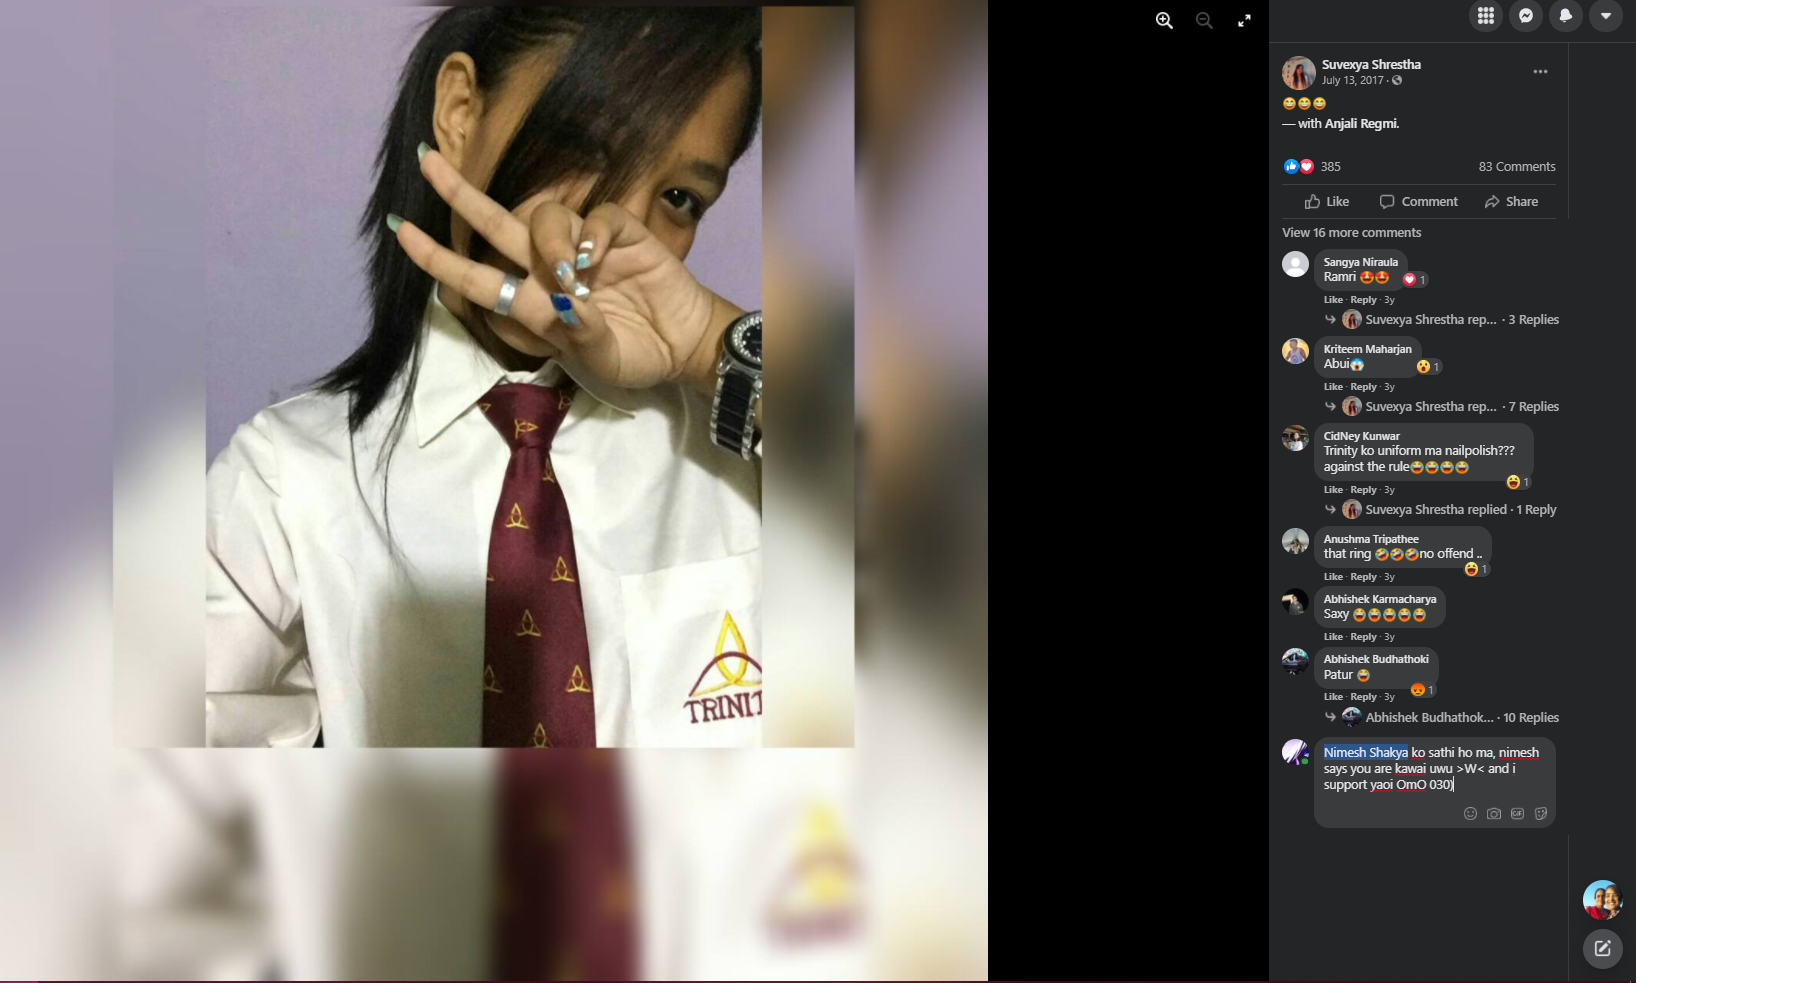 TRINIT
Suvexya Shrestha
July 13, 2017 ·
😂😂😂
— with Anjali Regmi.
385
83 Comments
Like
Comment
Share
View 16 more comments
Sangya Niraula
Ramri 🤩🤩
1
Like · Reply · 3y
Suvexya Shrestha rep... · 3 Replies
Kriteem Maharjan
Abui😱
1
Like · Reply · 3y
Suvexya Shrestha rep... · 7 Replies
CidNey Kunwar
Trinity ko uniform ma nailpolish???
against the rule😂😂😂😂
1
Like · Reply · 3y
Suvexya Shrestha replied · 1 Reply
Anushma Tripathee
that ring 🤣🤣🤣no offend ..
1
Like · Reply · 3y
Abhishek Karmacharya
Saxy 😂😂😂😂😂
Like · Reply · 3y
Abhishek Budhathoki
Patur 😂
1
Like · Reply · 3y
Abhishek Budhathok... · 10 Replies
Nimesh Shakya ko sathi ho ma, nimesh
says you are kawai uwu >W< and i
support yaoi OmO 030)
GIF